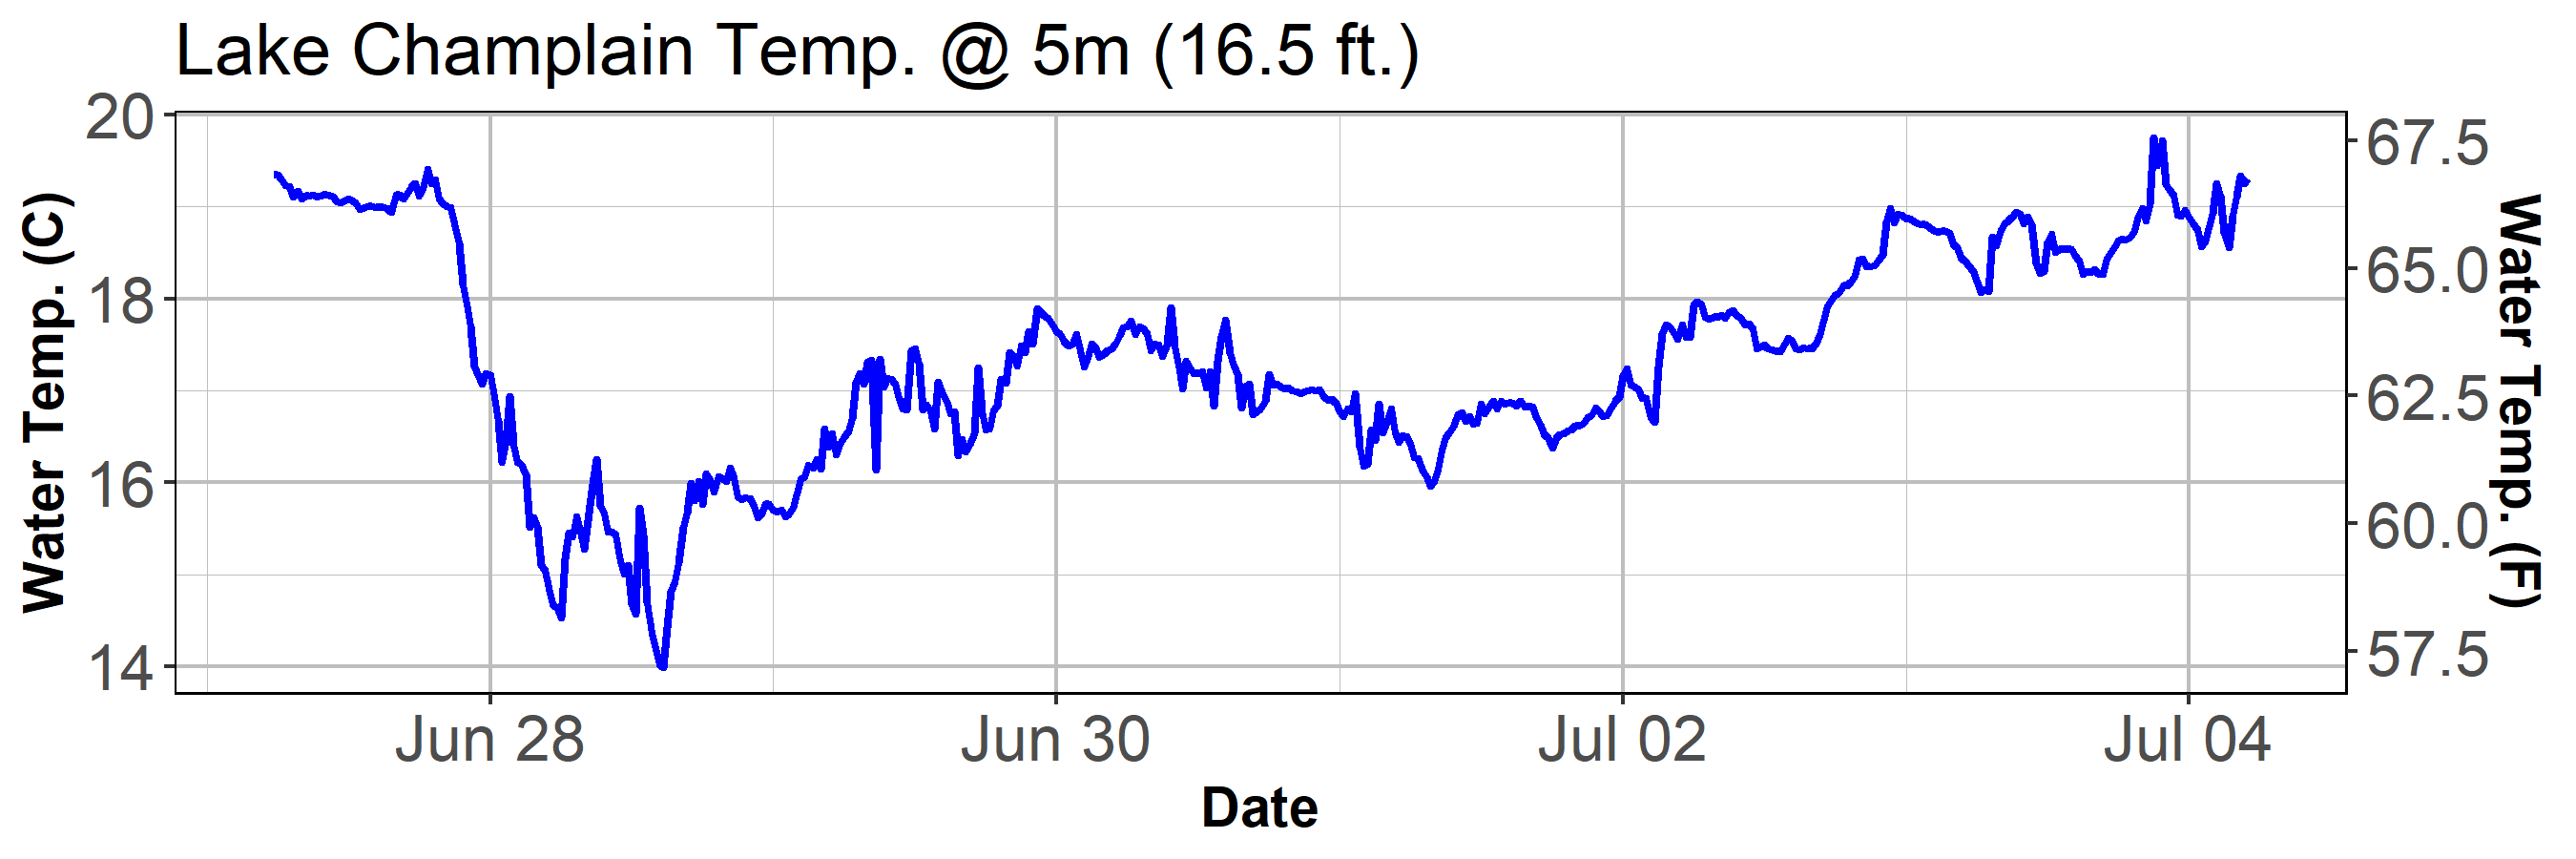 Lake Champlain Temp. @ 5m (16.5 ft.)
20
18
16
14
Water Temp. (C)
67.5
65.0
62.5
60.0
57.5
Water Temp. (F)
Jun 28
Jun 30
Jul 02
Jul 04
Date